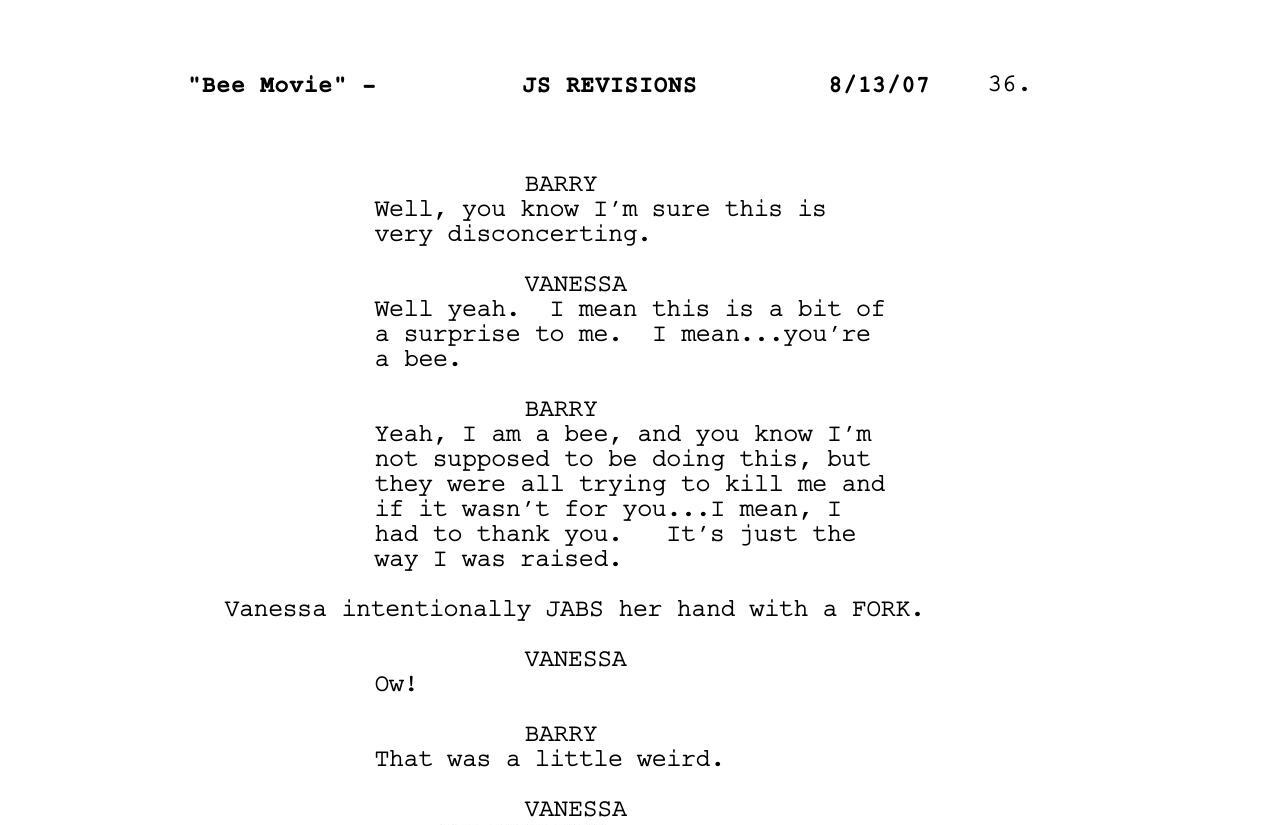 "Bee Movie" - JS REVISIONS 8/13/07 36.
BARRY
Well, you know I'm sure this is
very disconcerting.
VANESSA
Well yeah.  I mean this is a bit of
a surprise to me.  I mean...you're
a bee.
BARRY
Yeah, I am a bee, and you know I'm
not supposed to be doing this, but
they were all trying to kill me and
if it wasn't for you...I mean, I
had to thank you.   It's just the
way I was raised.
Vanessa intentionally JABS her hand with a FORK.
VANESSA
Ow!
BARRY
That was a little weird.
VANESSA